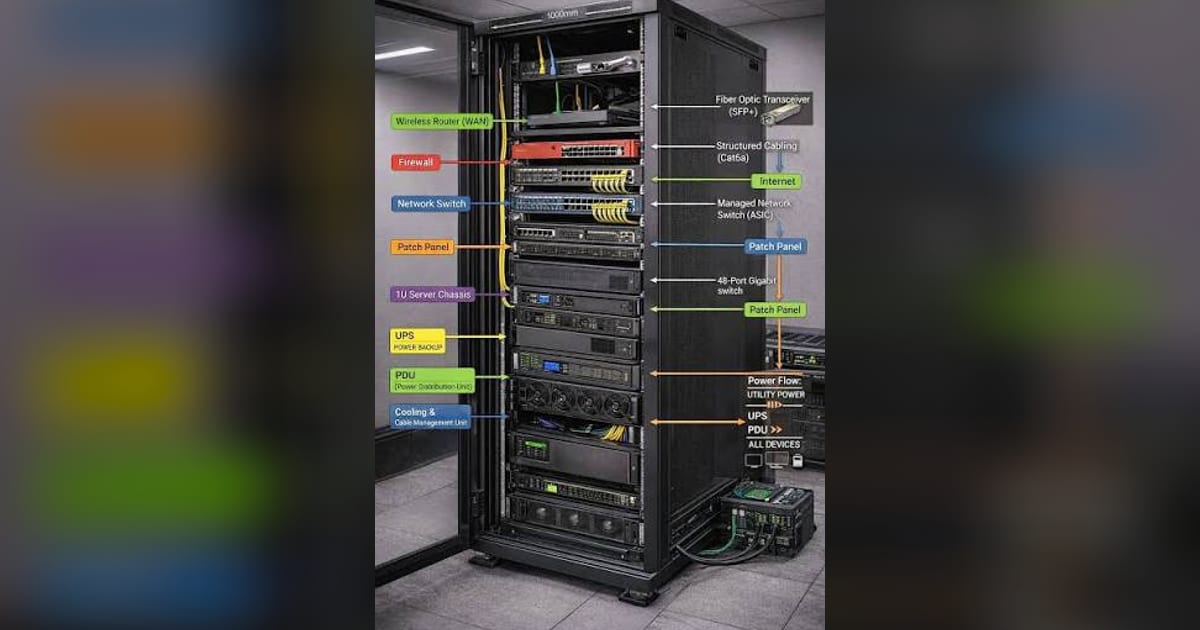 1000mm
Wireless Router (WAN)
Firewall
Network Switch
Patch Panel
1U Server Chassis
UPS
POWER BACKUP
PDU
(Power Distribution Unit)
Cooling &
Cable Management Unit
Fiber Optic Transceiver
(SFP+)
Structured Cabling
(Cat6a)
Internet
Managed Network
Switch (ASIC)
Patch Panel
48-Port Gigabit
switch
Patch Panel
Power Flow:
UTILITY POWER
UPS
PDU
ALL DEVICES